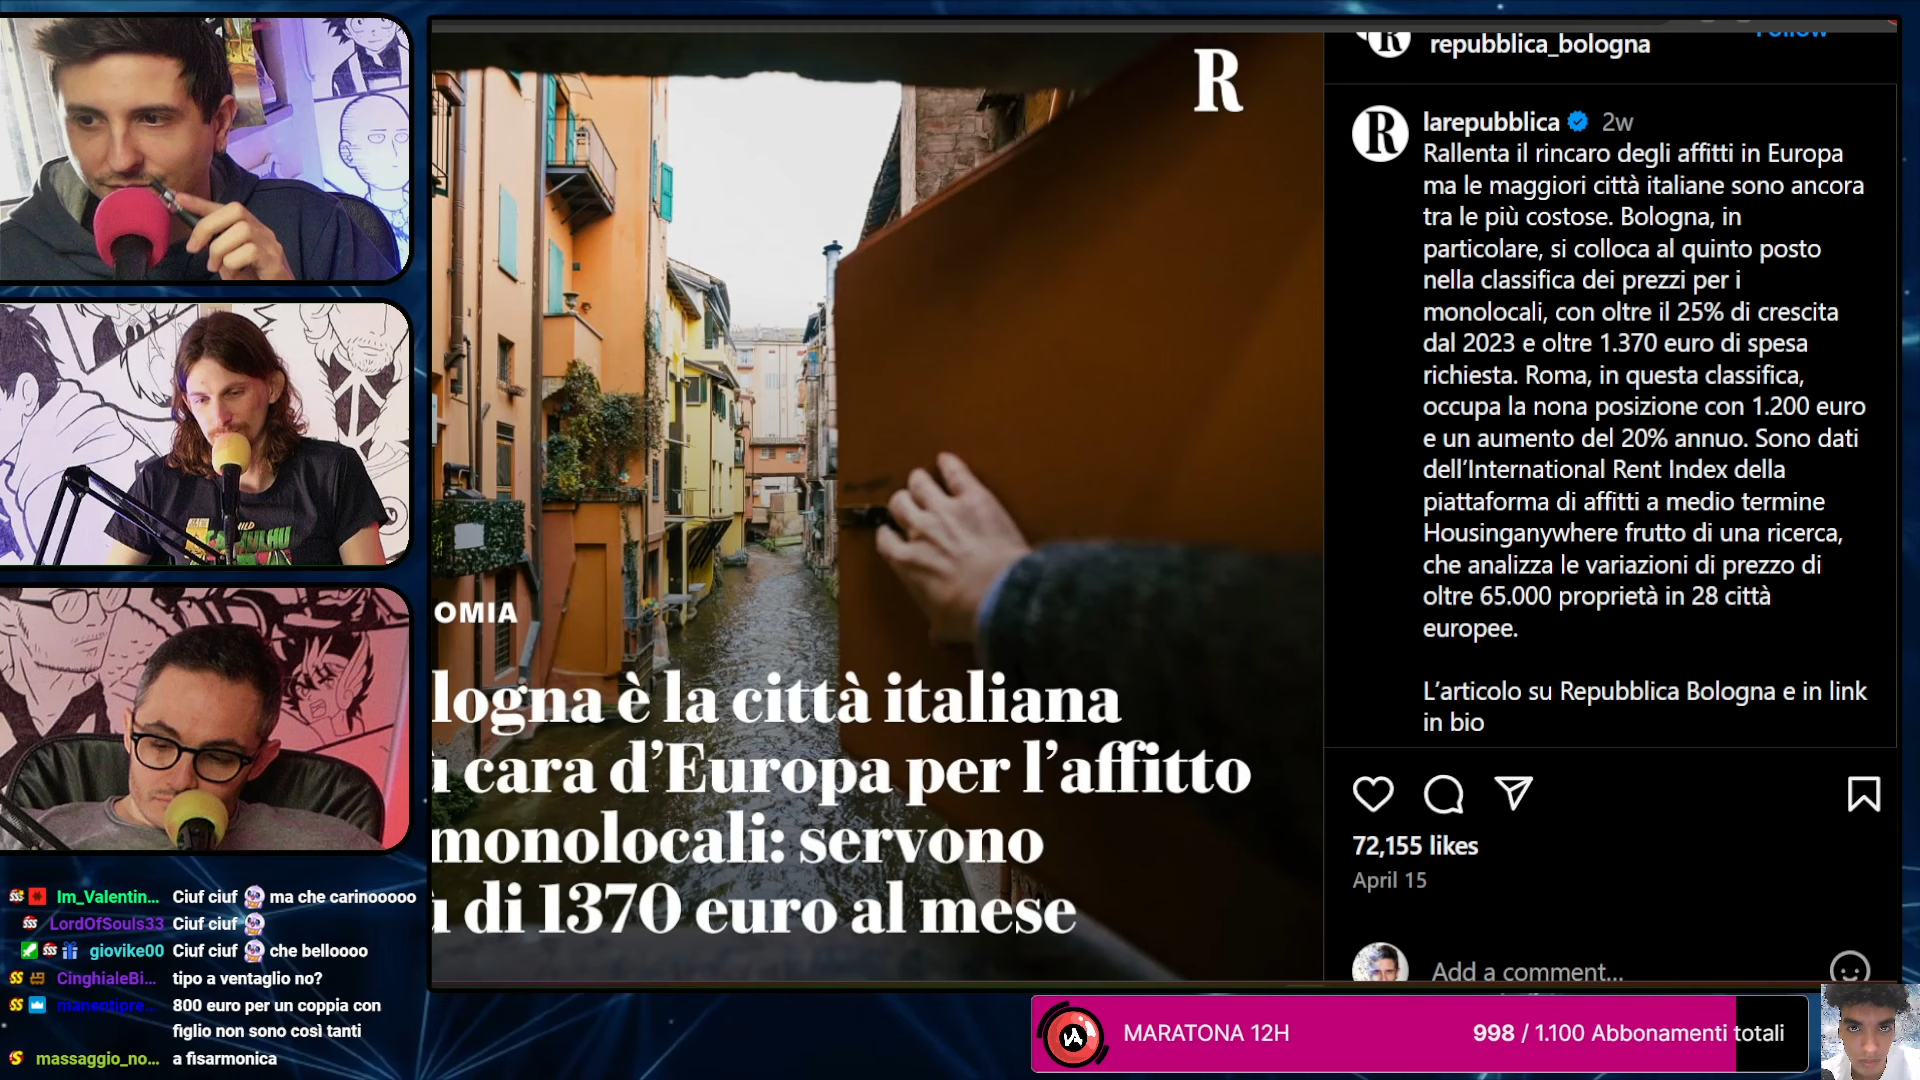 R
OMIA
logna è la città italiana
cara d'Europa per l'affitto
monolocali: servono
di 1370 euro al mese
R
repubblica_bologna
R
larepubblica 2w
Rallenta il rincaro degli affitti in Europa
ma le maggiori città italiane sono ancora
tra le più costose. Bologna, in
particolare, si colloca al quinto posto
nella classifica dei prezzi per i
monolocali, con oltre il 25% di crescita
dal 2023 e oltre 1.370 euro di spesa
richiesta. Roma, in questa classifica,
occupa la nona posizione con 1.200 euro
e un aumento del 20% annuo. Sono dati
dell'International Rent Index della
piattaforma di affitti a medio termine
Housinganywhere frutto di una ricerca,
che analizza le variazioni di prezzo di
oltre 65.000 proprietà in 28 città
europee.
L'articolo su Repubblica Bologna e in link
in bio
72,155 likes
April 15
Add a comment...
Im_Valentin... Ciuf ciuf ma che carinooooo
LordOfSouls33 Ciuf ciuf
giovike00 Ciuf ciuf che belloooo
CinghialeBi... tipo a ventaglio no?
manentipre... 800 euro per un coppia con
figlio non sono così tanti
massaggio_no... a fisarmonica
MARATONA 12H 998 / 1.100 Abbonamenti totali